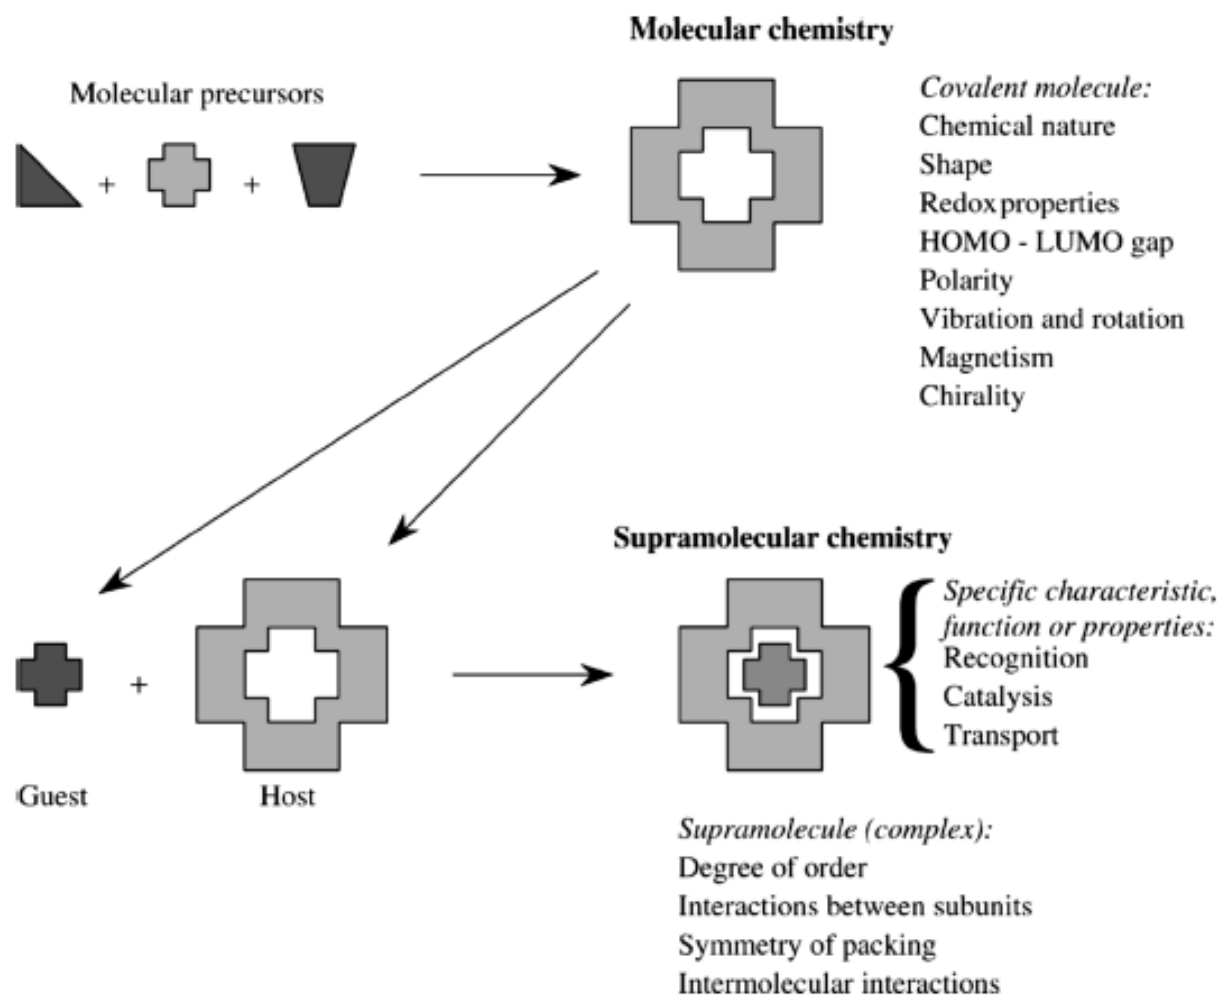 Molecular chemistry
Molecular precursors
+ +
Covalent molecule:
Chemical nature
Shape
Redox properties
HOMO - LUMO gap
Polarity
Vibration and rotation
Magnetism
Chirality
Supramolecular chemistry
+
Guest
Host
Specific characteristic,
function or properties:
Recognition
Catalysis
Transport
Supramolecule (complex):
Degree of order
Interactions between subunits
Symmetry of packing
Intermolecular interactions